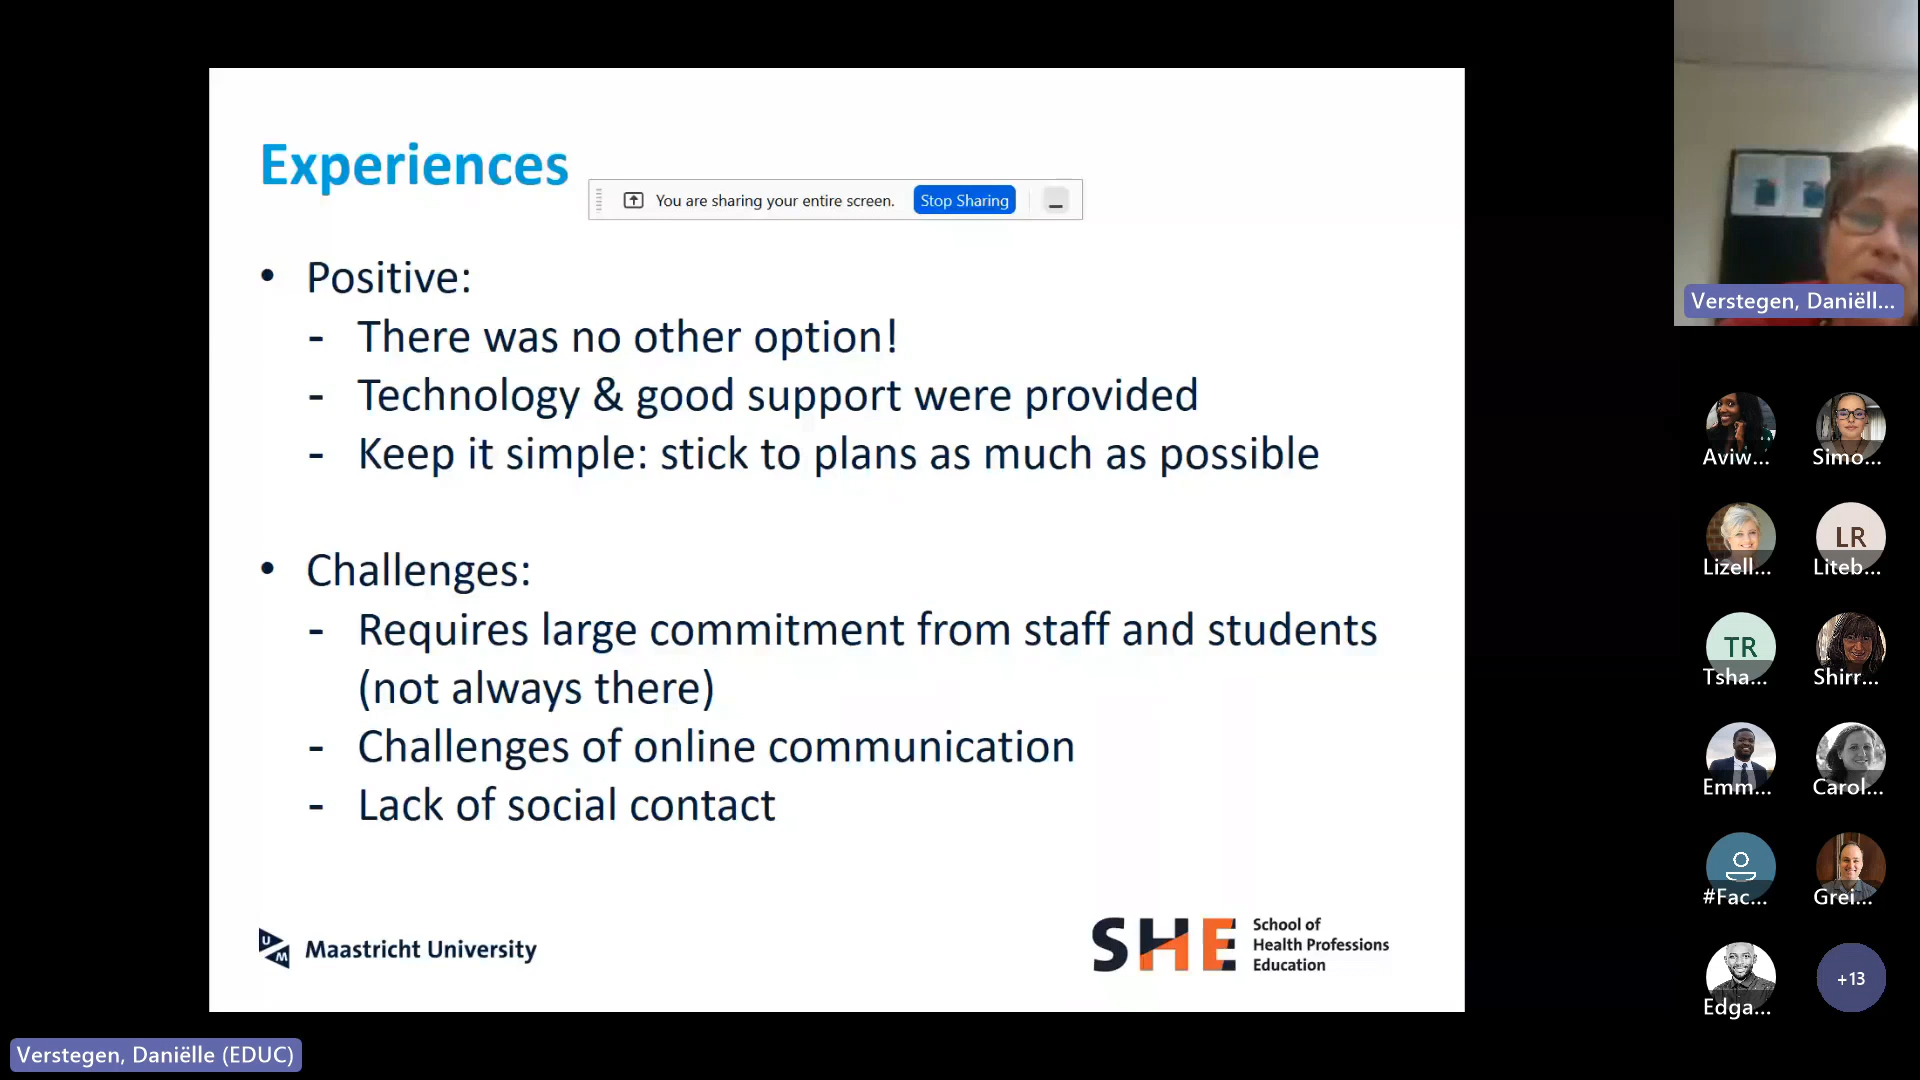 Experiences
You are sharing your entire screen. Stop Sharing
• Positive:
- There was no other option!
- Technology & good support were provided
- Keep it simple: stick to plans as much as possible
• Challenges:
- Requires large commitment from staff and students
(not always there)
- Challenges of online communication
- Lack of social contact
UM
Maastricht University
SHE
School of
Health Professions
Education
Verstegen, Daniëlle (EDUC)
Verstegen, Daniëll...
Aviw...
Simo...
Lizell...
LR
Liteb...
TR
Tsha...
Shirr...
Emm...
Carol...
#Fac...
Grei...
Edga...
+13